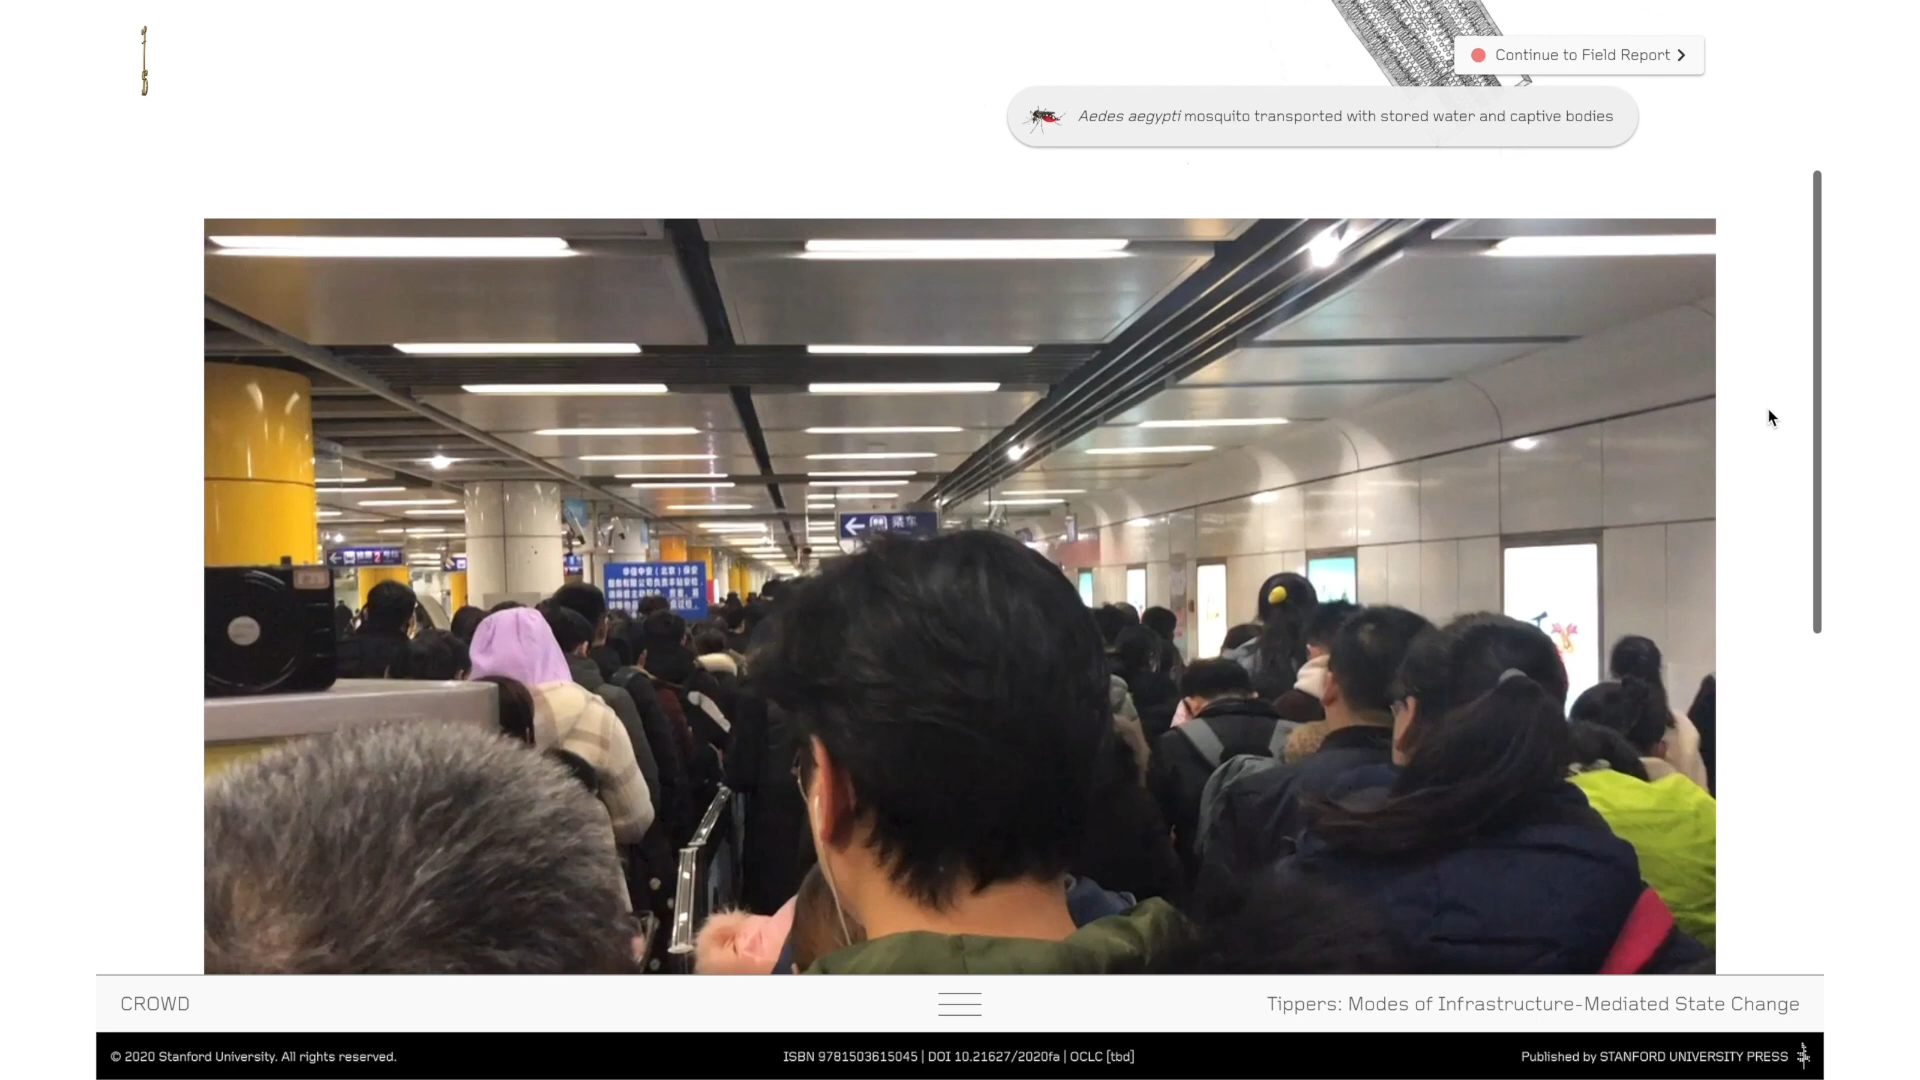 Continue to Field Report
Aedes aegypti mosquito transported with stored water and captive bodies
乘车
CROWD
Tippers: Modes of Infrastructure-Mediated State Change
© 2020 Stanford University. All rights reserved.
ISBN 9781503615045 | DOI 10.21627/2020fa | OCLC [tbd]
Published by STANFORD UNIVERSITY PRESS